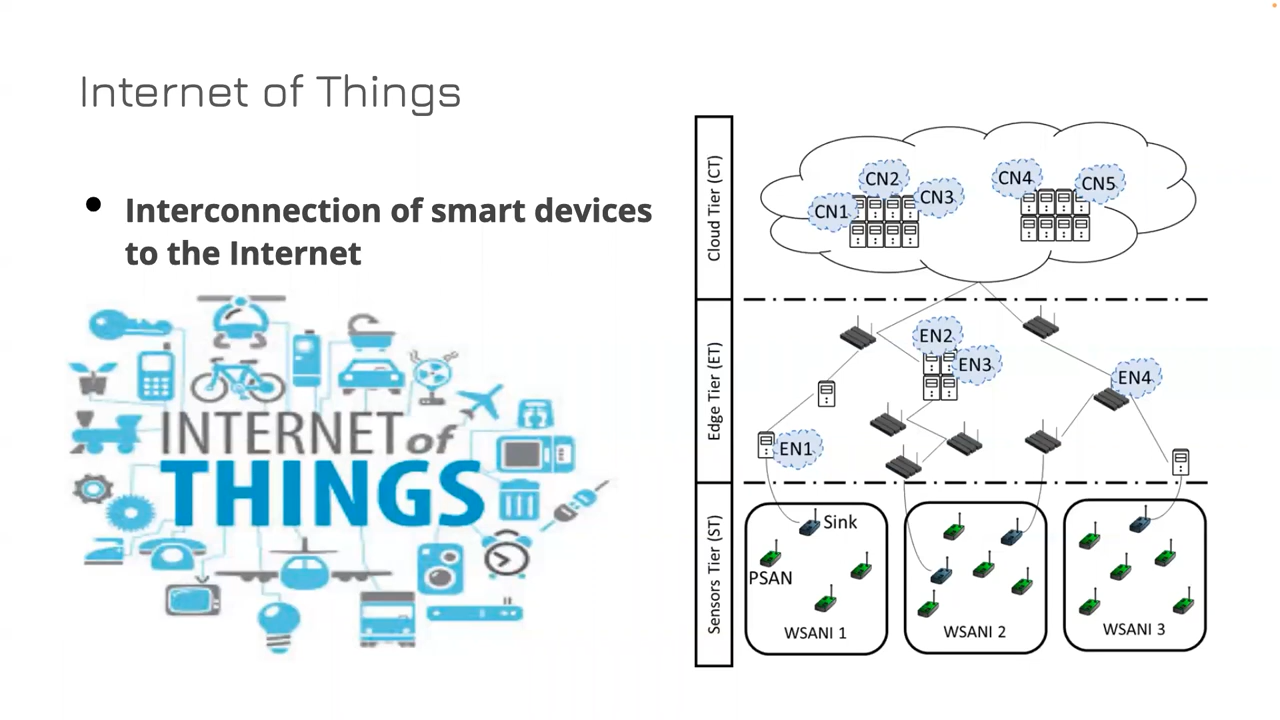 Internet of Things
• Interconnection of smart devices
to the Internet
INTERNET of
THINGS
Cloud Tier (CT)
CN1
CN2
CN3
CN4
CN5
Edge Tier (ET)
EN2
EN3
EN4
EN1
Sensors Tier (ST)
Sink
PSAN
WSANI 1
WSANI 2
WSANI 3